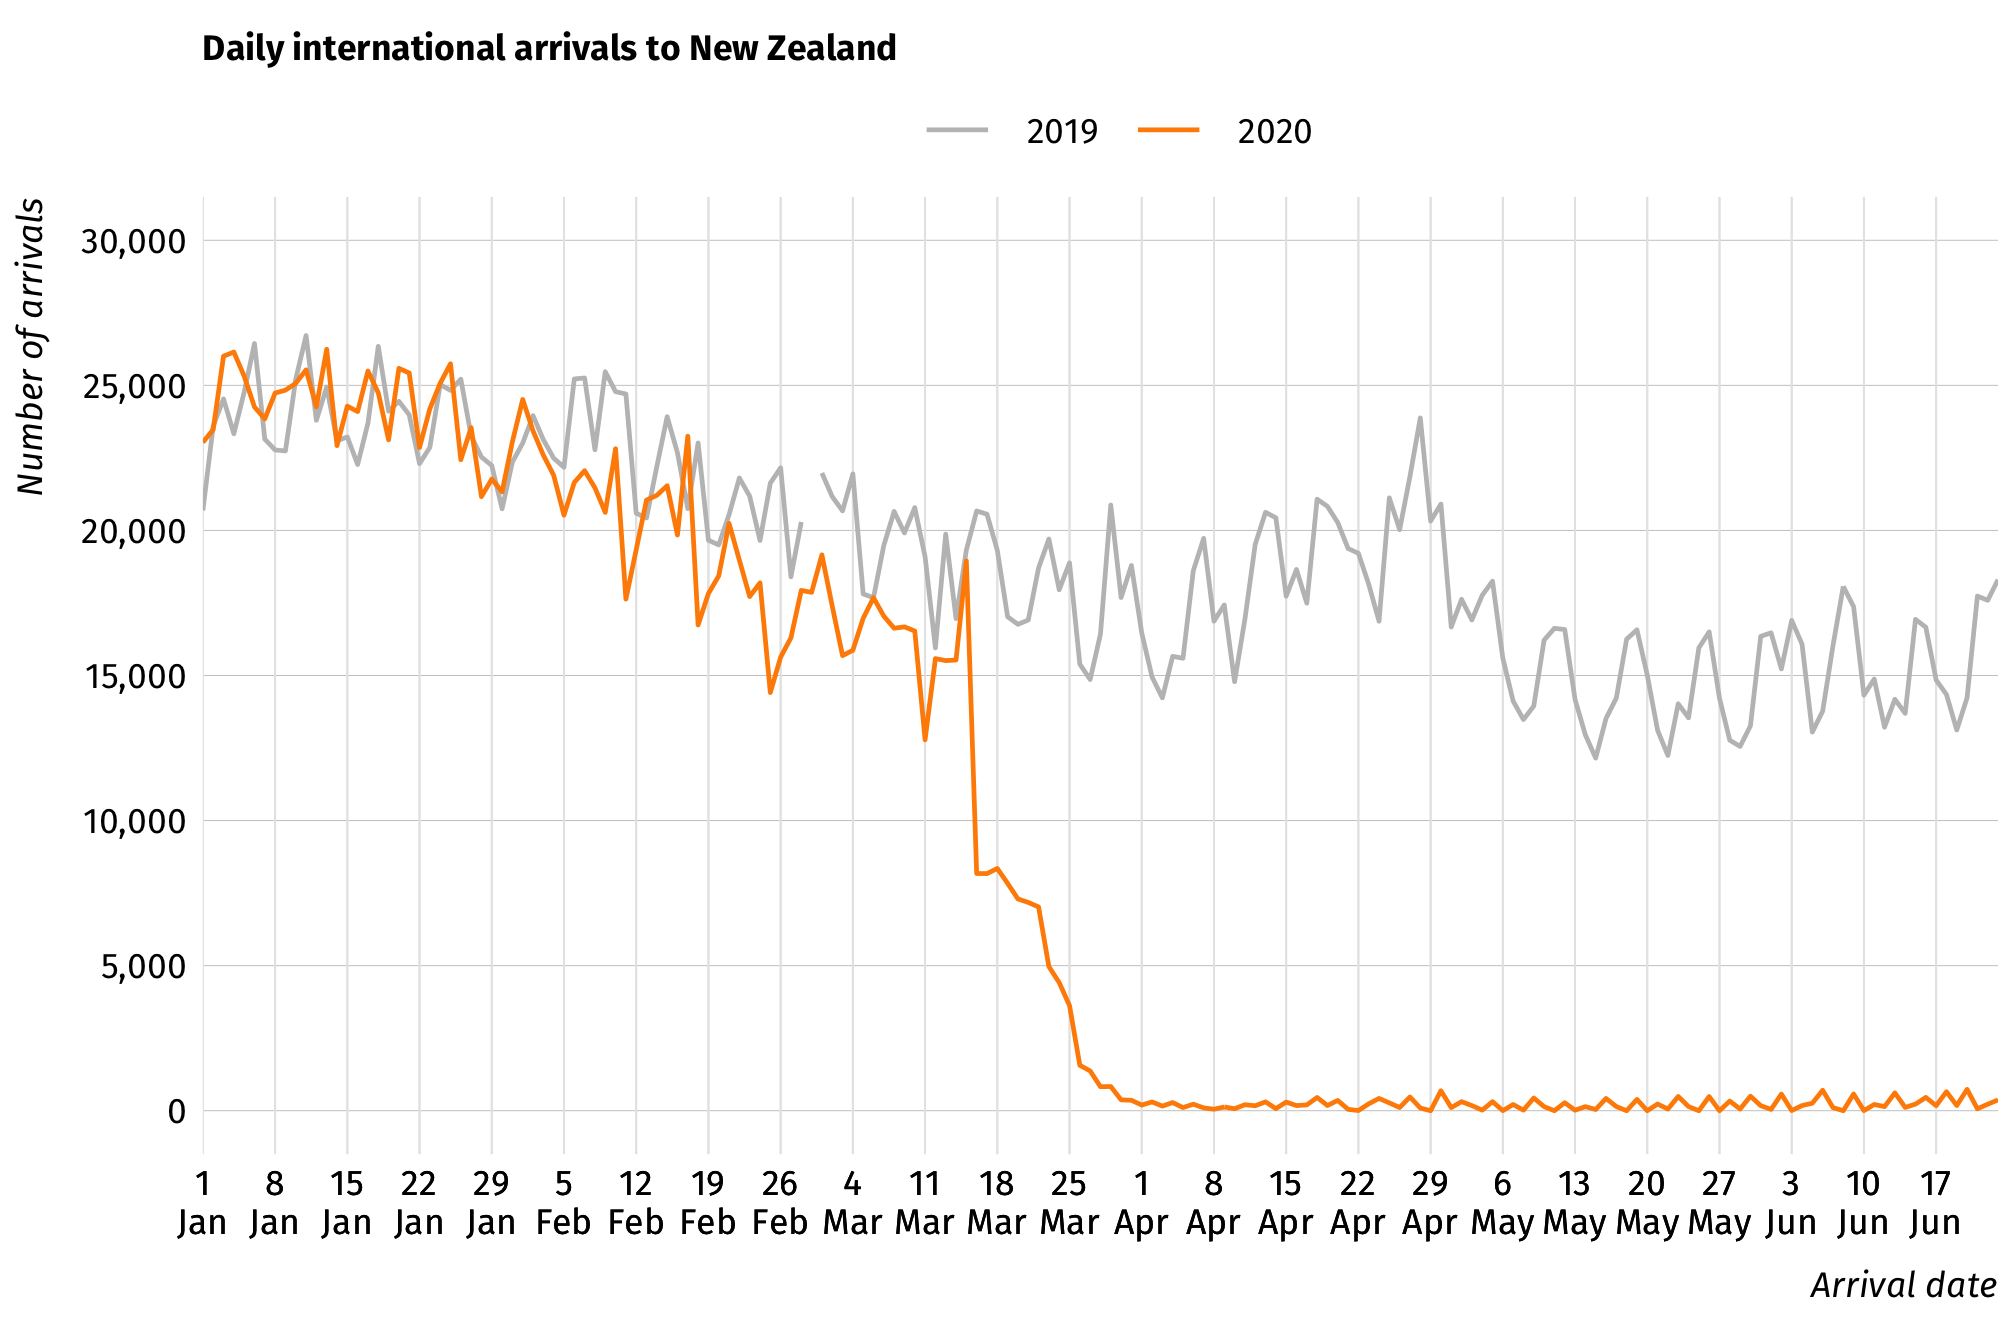 Daily international arrivals to New Zealand
2019 2020
Number of arrivals
30,000
25,000
20,000
15,000
10,000
5,000
0
1 8 15 22 29 5 12 19 26 4 11 18 25 1 8 15 22 29 6 13 20 27 3 10 17
Jan Jan Jan Jan Jan Feb Feb Feb Feb Mar Mar Mar Mar Apr Apr Apr Apr Apr May May May May Jun Jun Jun
Arrival date